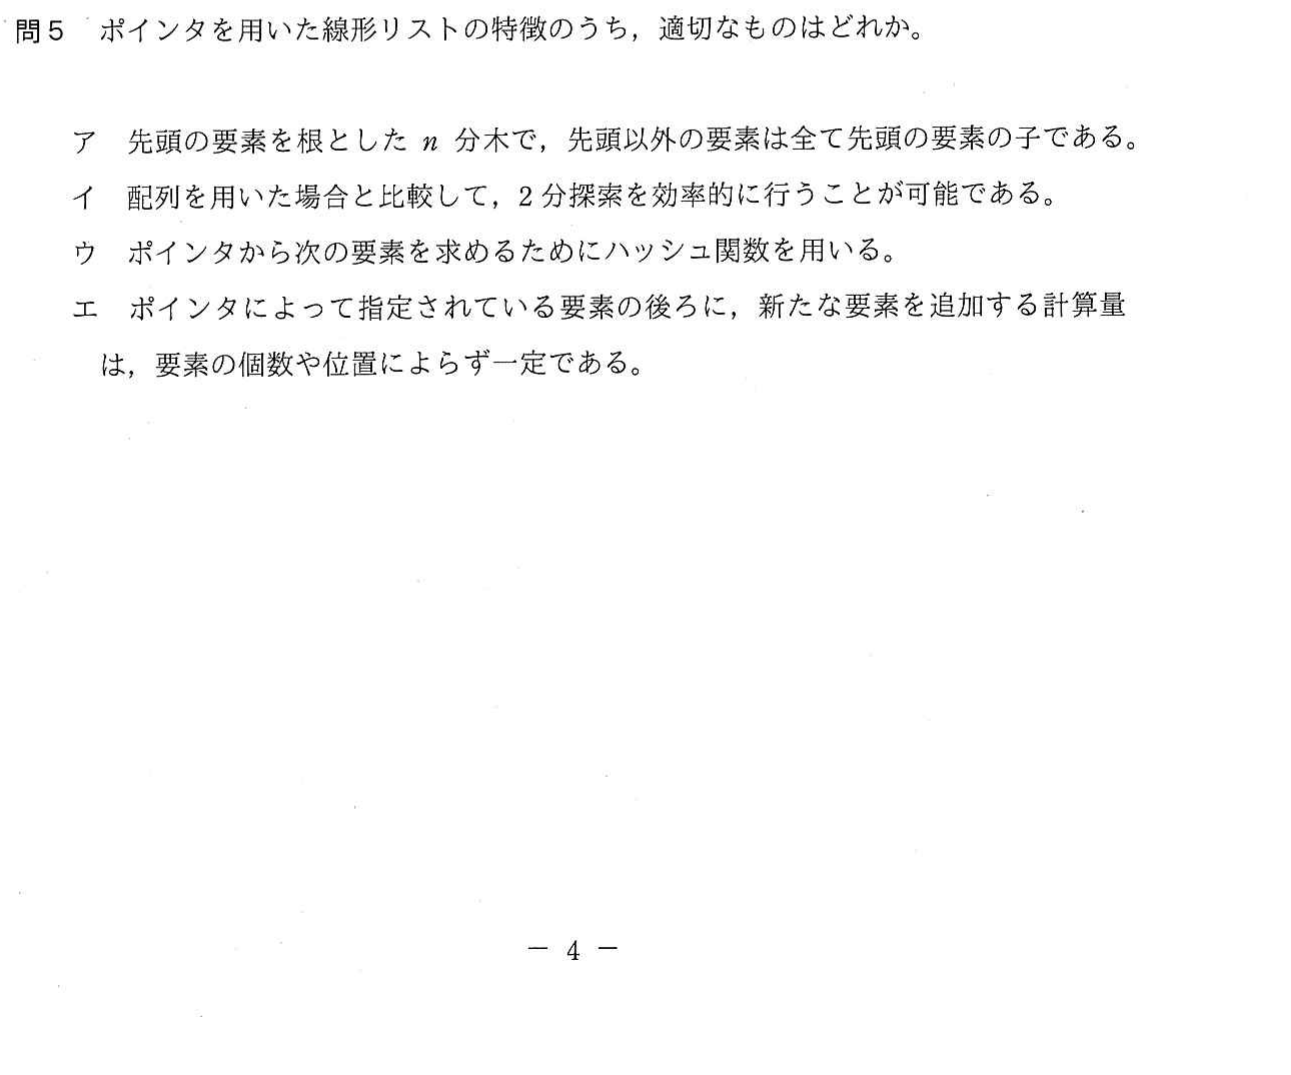 問5　ポインタを用いた線形リストの特徴のうち，適切なものはどれか。
ア　先頭の要素を根とした n 分木で，先頭以外の要素は全て先頭の要素の子である。
イ　配列を用いた場合と比較して，2分探索を効率的に行うことが可能である。
ウ　ポインタから次の要素を求めるためにハッシュ関数を用いる。
エ　ポインタによって指定されている要素の後ろに，新たな要素を追加する計算量
は，要素の個数や位置によらず一定である。
－ 4 －